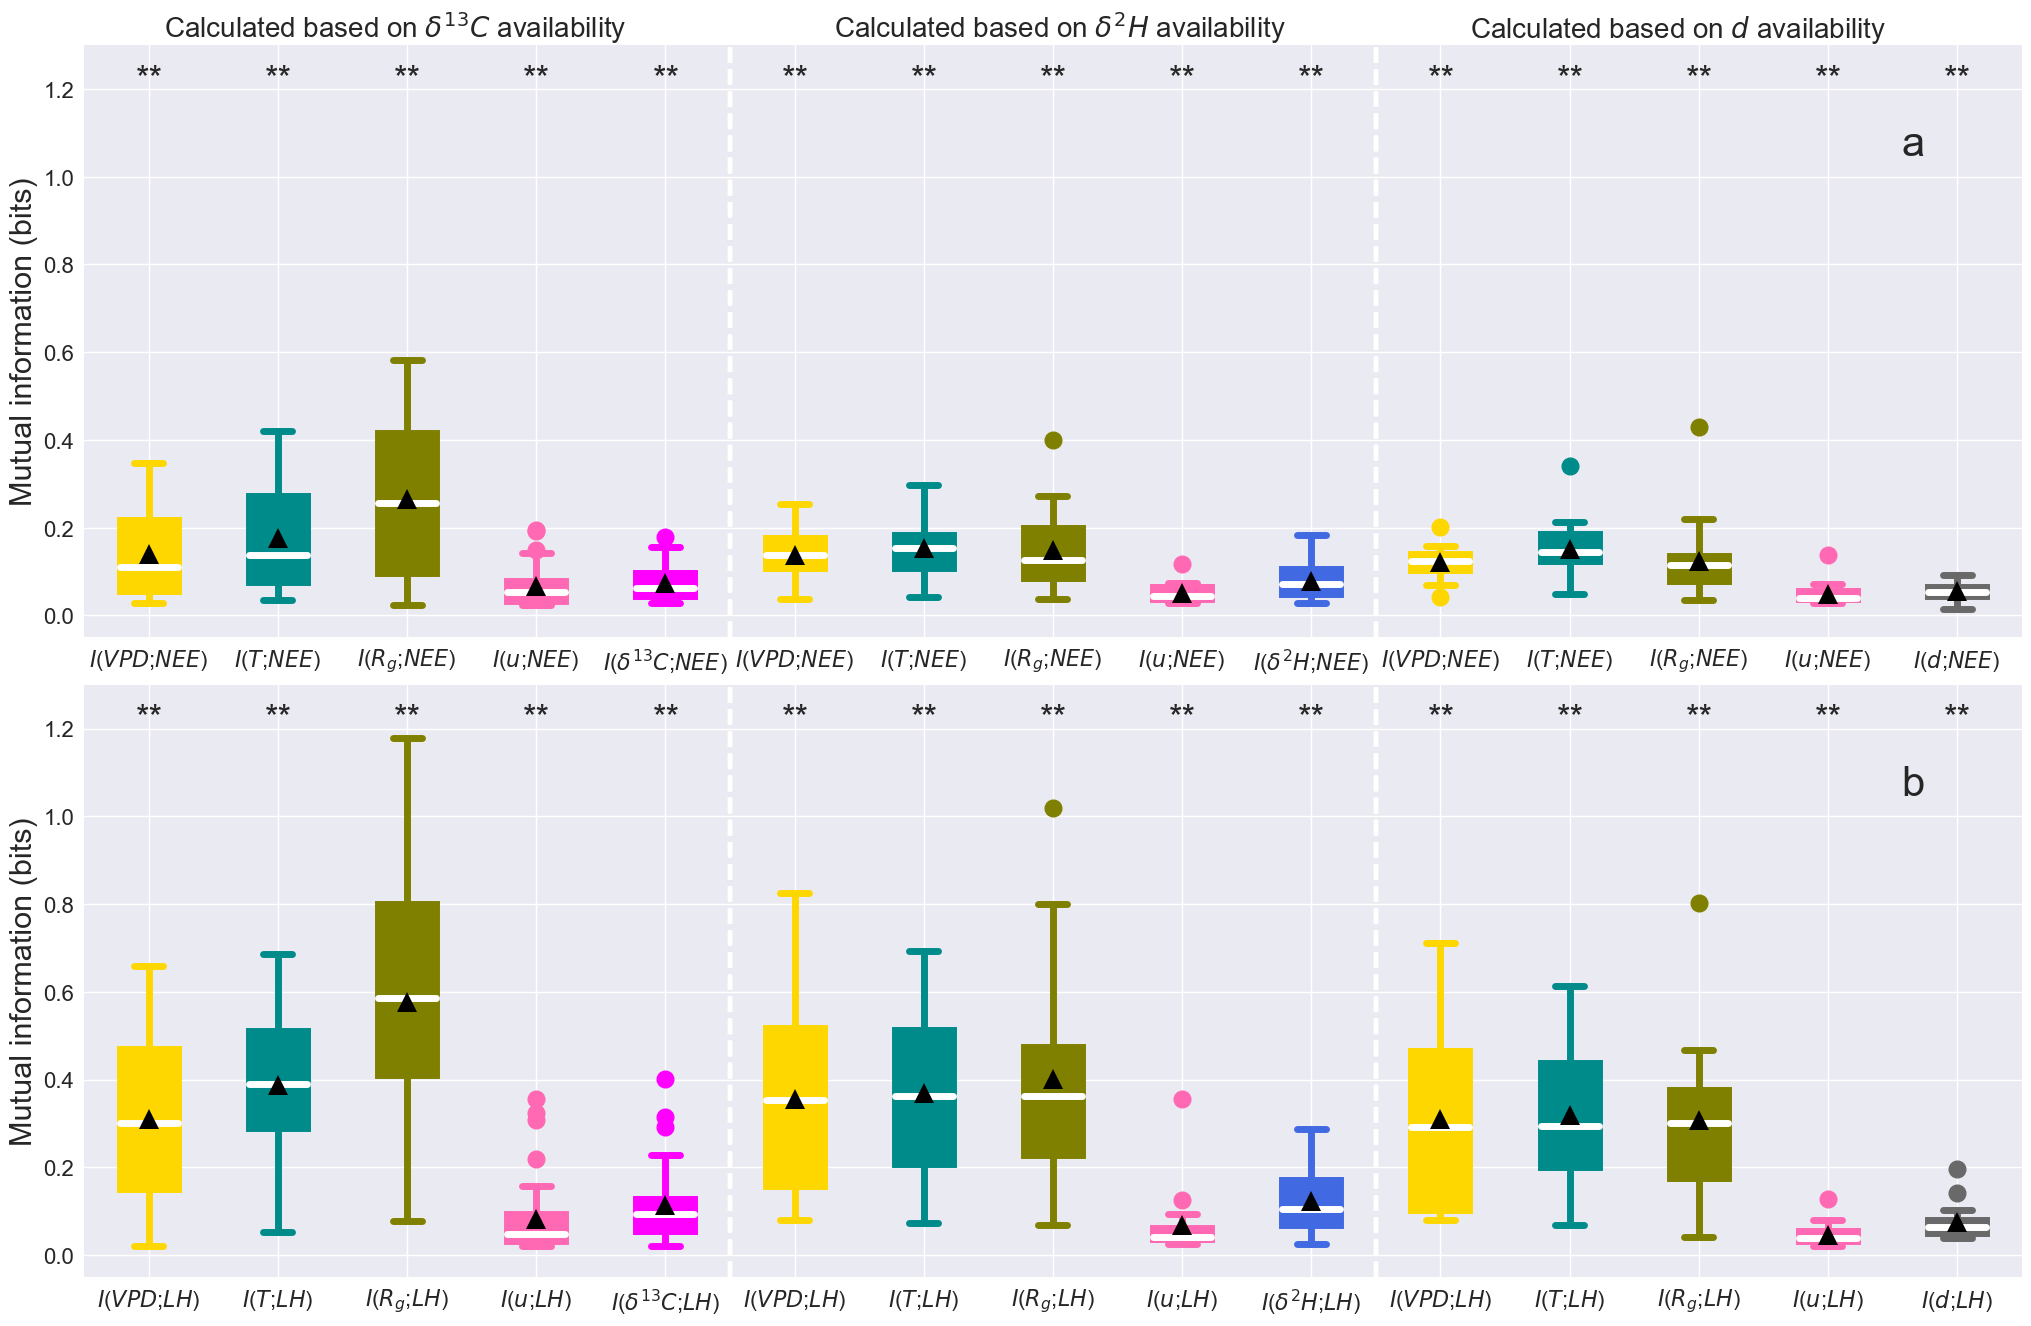 Calculated based on δ¹³C availability Calculated based on δ²H availability Calculated based on d availability
** ** ** ** ** ** ** ** ** ** ** ** ** ** **
1.2
a
1.0
0.8
0.6
0.4
0.2
0.0
Mutual information (bits)
I(VPD;NEE) I(T;NEE) I(R_g;NEE) I(u;NEE) I(δ¹³C;NEE) I(VPD;NEE) I(T;NEE) I(R_g;NEE) I(u;NEE) I(δ²H;NEE) I(VPD;NEE) I(T;NEE) I(R_g;NEE) I(u;NEE) I(d;NEE)
** ** ** ** ** ** ** ** ** ** ** ** ** ** **
1.2
b
1.0
0.8
0.6
0.4
0.2
0.0
Mutual information (bits)
I(VPD;LH) I(T;LH) I(R_g;LH) I(u;LH) I(δ¹³C;LH) I(VPD;LH) I(T;LH) I(R_g;LH) I(u;LH) I(δ²H;LH) I(VPD;LH) I(T;LH) I(R_g;LH) I(u;LH) I(d;LH)